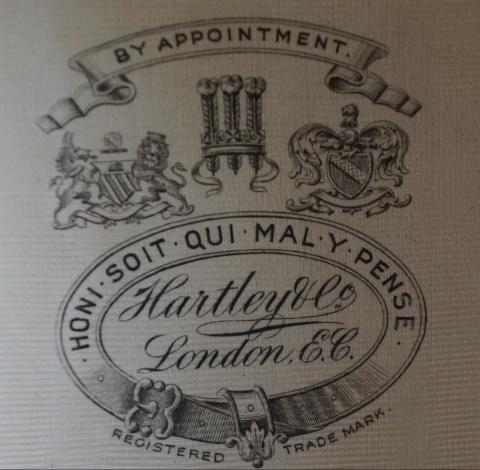 BY APPOINTMENT.
HONI · SOIT · QUI · MAL · Y · PENSE ·
Hartley & Co
London, E.C.
REGISTERED TRADE MARK.